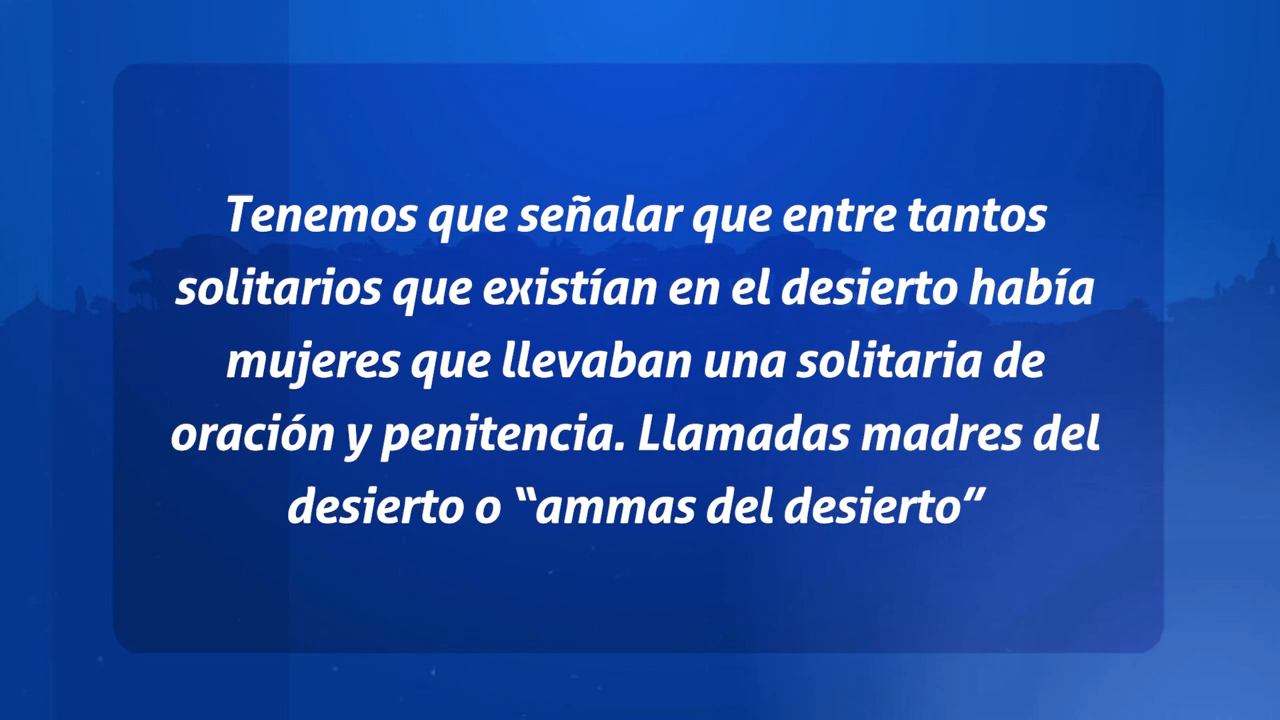 Tenemos que señalar que entre tantos
solitarios que existían en el desierto había
mujeres que llevaban una solitaria de
oración y penitencia. Llamadas madres del
desierto o “ammas del desierto”